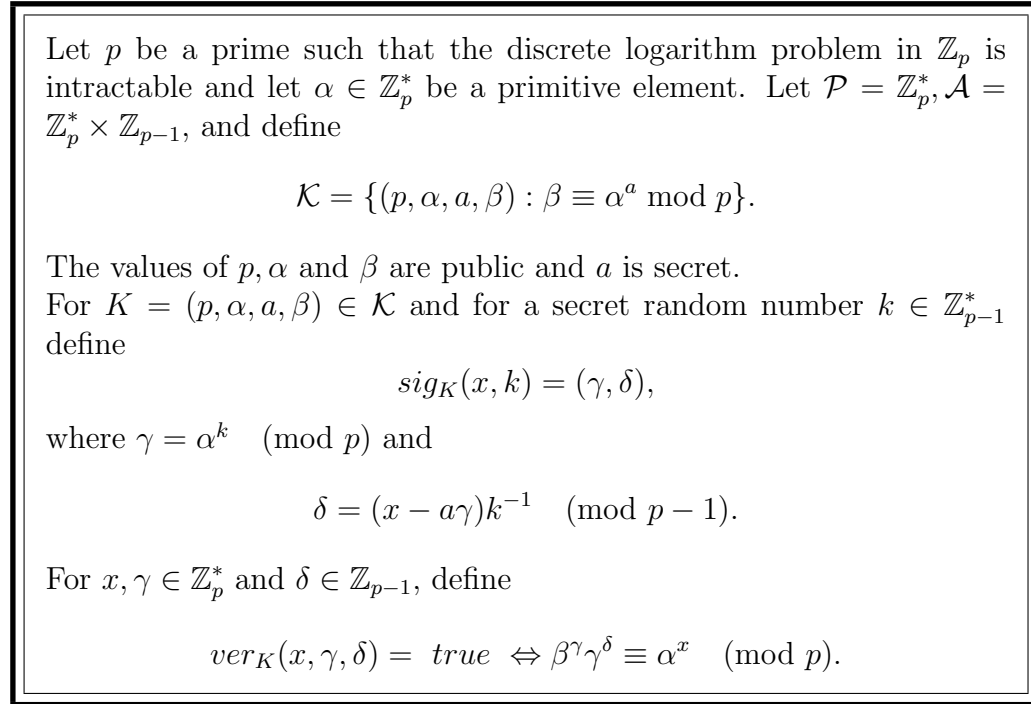 Let p be a prime such that the discrete logarithm problem in ℤ_p is
intractable and let α ∈ ℤ_p^* be a primitive element. Let 𝒫 = ℤ_p^*, 𝒜 =
ℤ_p^* × ℤ_{p−1}, and define
𝒦 = {(p, α, a, β) : β ≡ α^a mod p}.
The values of p, α and β are public and a is secret.
For K = (p, α, a, β) ∈ 𝒦 and for a secret random number k ∈ ℤ_{p−1}^*
define
sig_K(x, k) = (γ, δ),
where γ = α^k (mod p) and
δ = (x − aγ)k^{−1} (mod p − 1).
For x, γ ∈ ℤ_p^* and δ ∈ ℤ_{p−1}, define
ver_K(x, γ, δ) = true ⇔ β^γ γ^δ ≡ α^x (mod p).